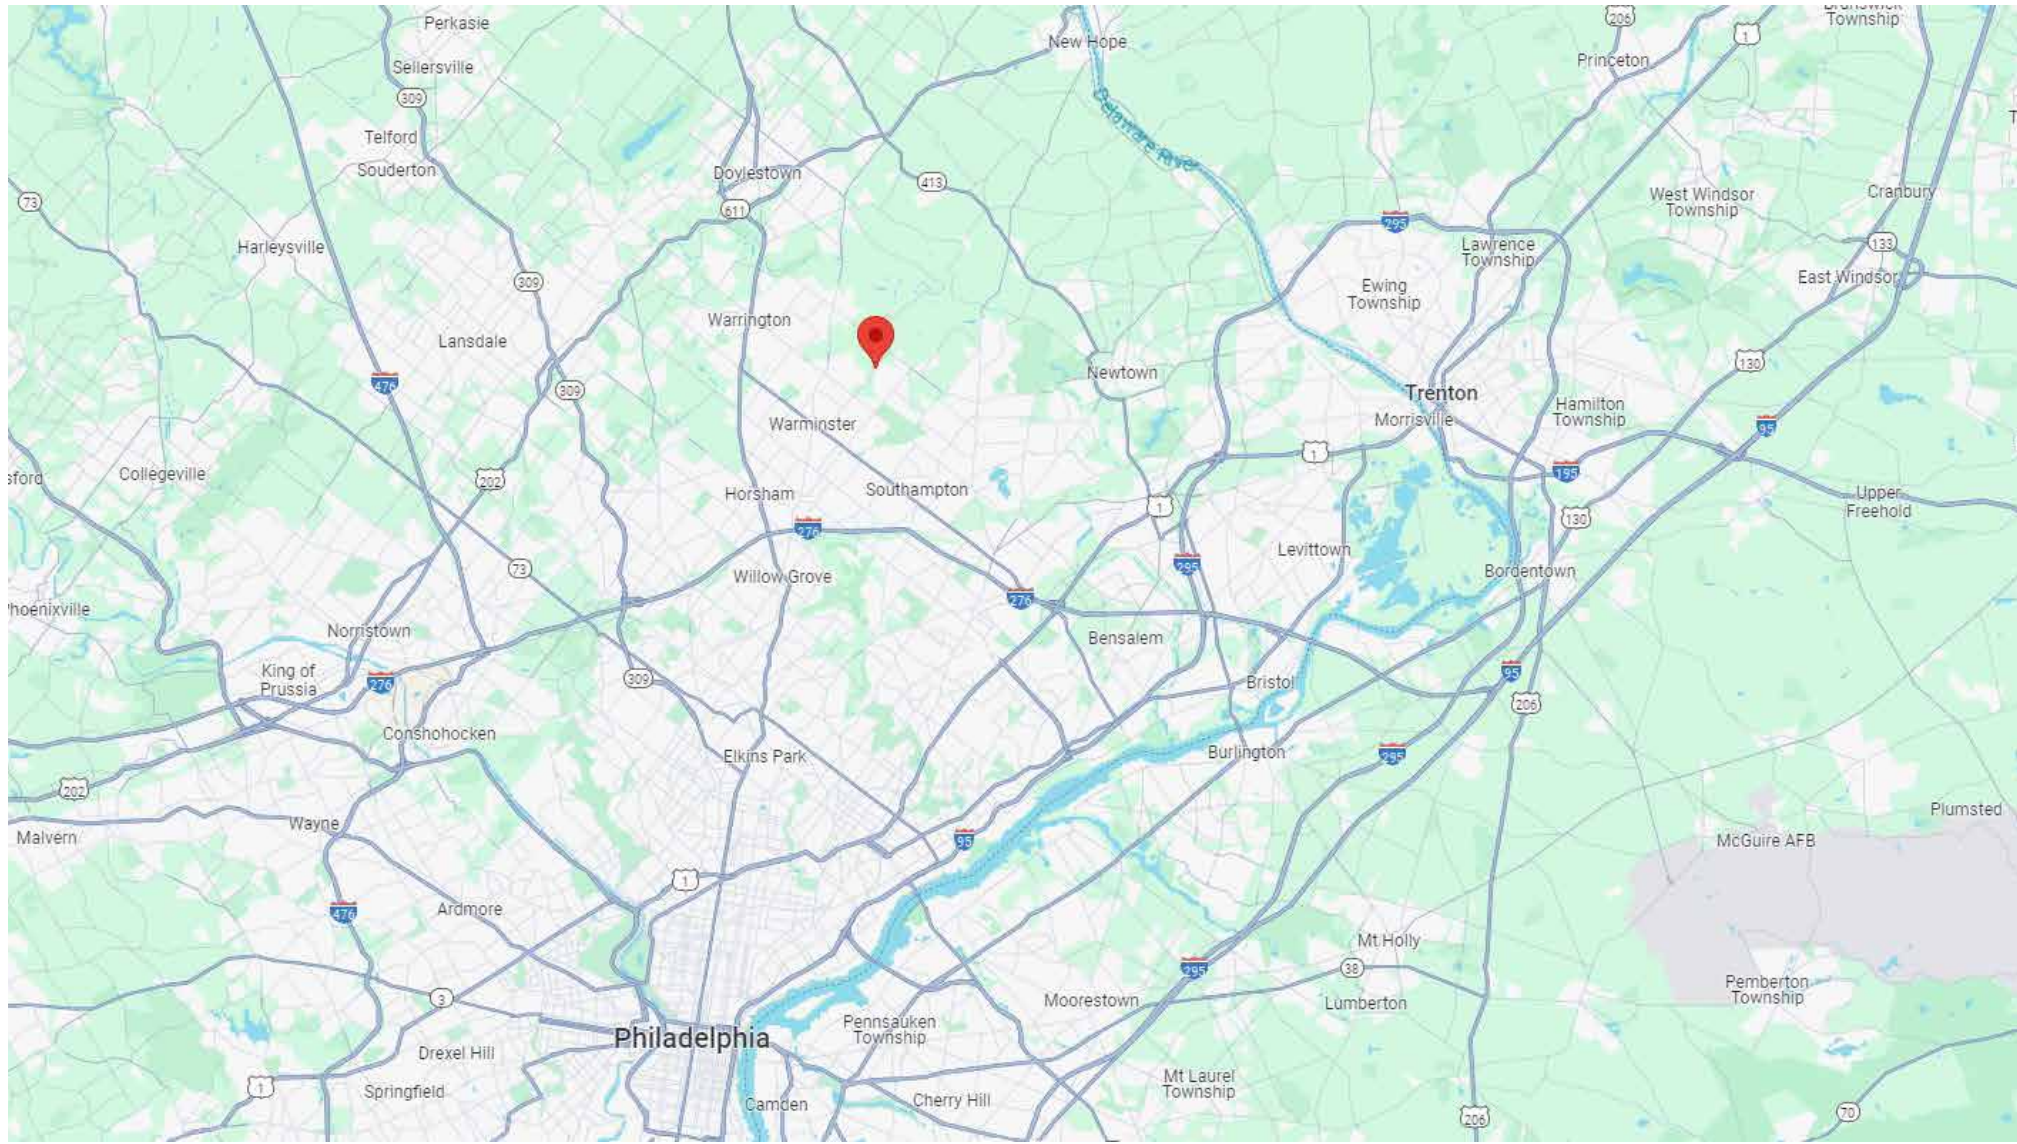 Perkasie
New Hope
206
1
Township
Princeton
Sellersville
309
Telford
Souderton
Delaware River
Doylestown
413
West Windsor
Township
Cranbury
73
611
Harleysville
295
Lawrence
Township
133
309
Ewing
Township
East Windsor
Warrington
Lansdale
Newtown
130
476
309
Trenton
Morrisville
Hamilton
Township
Warminster
95
1
Collegeville
sford
202
Horsham
Southampton
195
Upper
Freehold
1
130
276
Levittown
295
Bordentown
73
Willow Grove
276
hoenixville
Norristown
Bensalem
King of
Prussia
276
309
Bristol
95
206
Conshohocken
Elkins Park
Burlington
295
202
Wayne
Malvern
Plumsted
McGuire AFB
95
1
476
Ardmore
Mt Holly
295
38
3
Moorestown
Lumberton
Pemberton
Township
Philadelphia
Pennsauken
Township
Drexel Hill
1
Springfield
Mt Laurel
Township
Camden
Cherry Hill
206
70